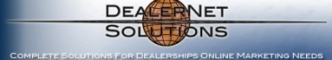 DEALERNET
SOLUTIONS
COMPLETE SOLUTIONS FOR DEALERSHIPS ONLINE MARKETING NEEDS